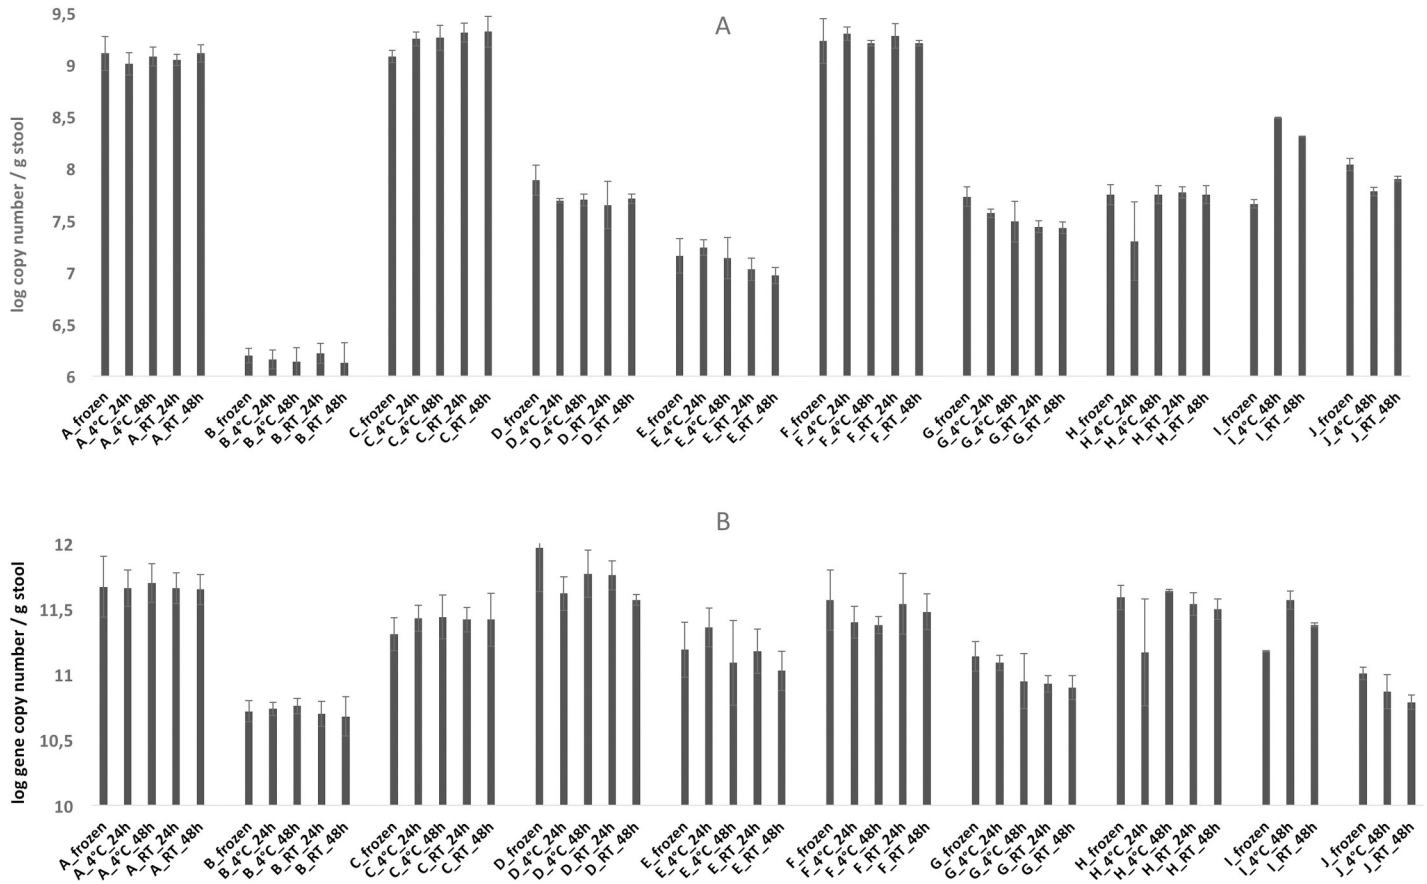 A
log copy number / g stool
9,5
9
8,5
8
7,5
7
6,5
6
A_frozen
A_4°C_24h
A_4°C_48h
A_RT_24h
A_RT_48h
B_frozen
B_4°C_24h
B_4°C_48h
B_RT_24h
B_RT_48h
C_frozen
C_4°C_24h
C_4°C_48h
C_RT_24h
C_RT_48h
D_frozen
D_4°C_24h
D_4°C_48h
D_RT_24h
D_RT_48h
E_frozen
E_4°C_24h
E_4°C_48h
E_RT_24h
E_RT_48h
F_frozen
F_4°C_24h
F_4°C_48h
F_RT_24h
F_RT_48h
G_frozen
G_4°C_24h
G_4°C_48h
G_RT_24h
G_RT_48h
H_frozen
H_4°C_24h
H_4°C_48h
H_RT_24h
H_RT_48h
I_frozen
I_4°C_48h
I_RT_48h
J_frozen
J_4°C_48h
J_RT_48h
B
log gene copy number / g stool
12
11,5
11
10,5
10
A_frozen
A_4°C_24h
A_4°C_48h
A_RT_24h
A_RT_48h
B_frozen
B_4°C_24h
B_4°C_48h
B_RT_24h
B_RT_48h
C_frozen
C_4°C_24h
C_4°C_48h
C_RT_24h
C_RT_48h
D_frozen
D_4°C_24h
D_4°C_48h
D_RT_24h
D_RT_48h
E_frozen
E_4°C_24h
E_4°C_48h
E_RT_24h
E_RT_48h
F_frozen
F_4°C_24h
F_4°C_48h
F_RT_24h
F_RT_48h
G_frozen
G_4°C_24h
G_4°C_48h
G_RT_24h
G_RT_48h
H_frozen
H_4°C_24h
H_4°C_48h
H_RT_24h
H_RT_48h
I_frozen
I_4°C_48h
I_RT_48h
J_frozen
J_4°C_48h
J_RT_48h